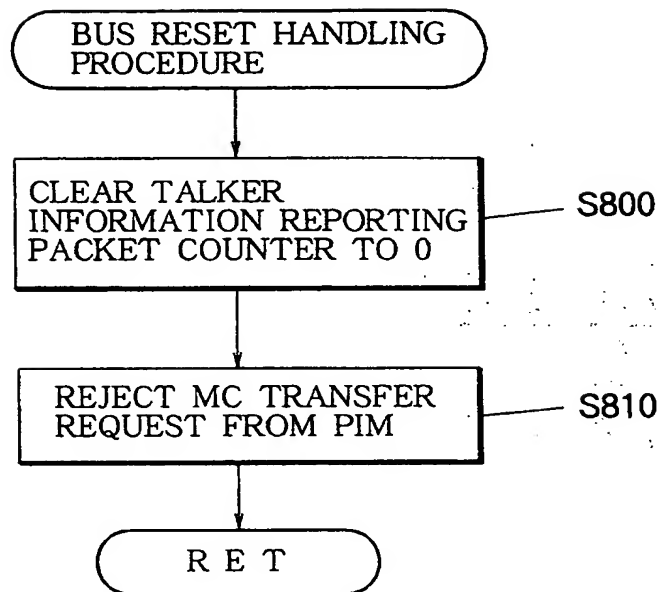 BUS RESET HANDLING
PROCEDURE
CLEAR TALKER
INFORMATION REPORTING
PACKET COUNTER TO 0
S800
REJECT MC TRANSFER
REQUEST FROM PIM
S810
R E T